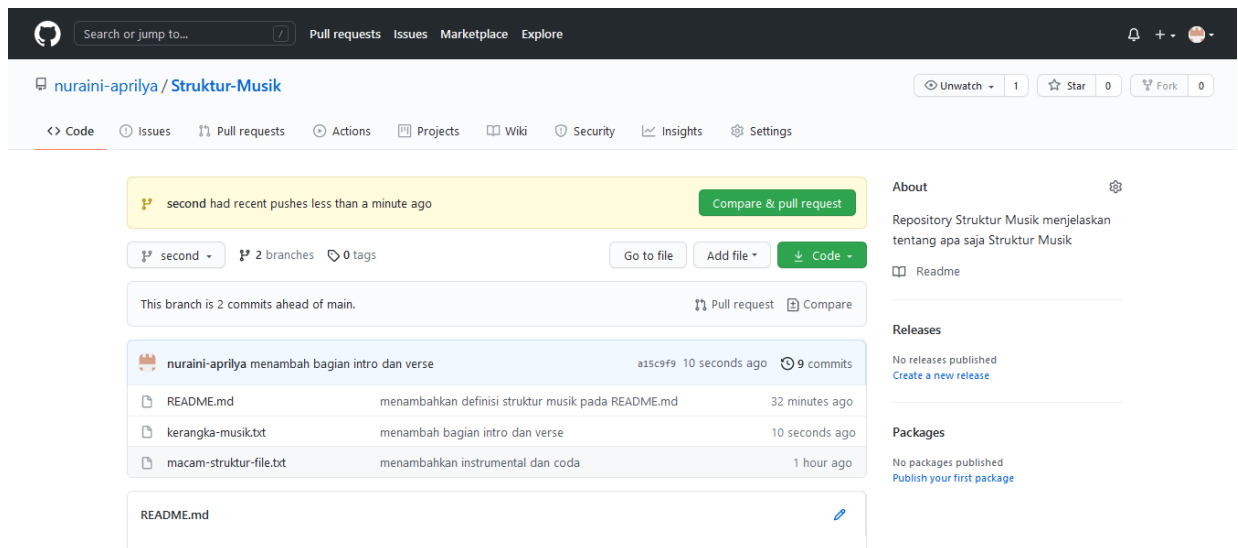 Search or jump to... / Pull requests Issues Marketplace Explore
nuraini-aprilya / Struktur-Musik Unwatch 1 Star 0 Fork 0
<> Code Issues Pull requests Actions Projects Wiki Security Insights Settings
second had recent pushes less than a minute ago Compare & pull request
second 2 branches 0 tags Go to file Add file Code
This branch is 2 commits ahead of main. Pull request Compare
nuraini-aprilya menambah bagian intro dan verse a15c9f9 10 seconds ago 9 commits
README.md menambahkan definisi struktur musik pada README.md 32 minutes ago
kerangka-musik.txt menambah bagian intro dan verse 10 seconds ago
macam-struktur-file.txt menambahkan instrumental dan coda 1 hour ago
README.md
About
Repository Struktur Musik menjelaskan
tentang apa saja Struktur Musik
Readme
Releases
No releases published
Create a new release
Packages
No packages published
Publish your first package